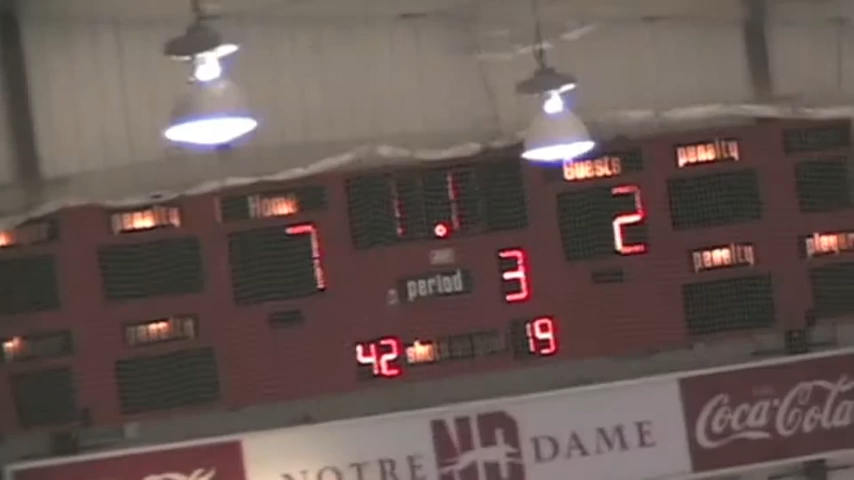 penalty Home 11. Guests penalty
7 2
period 3 penalty player
penalty
42 shots 19
NOTRE ND DAME Coca-Cola